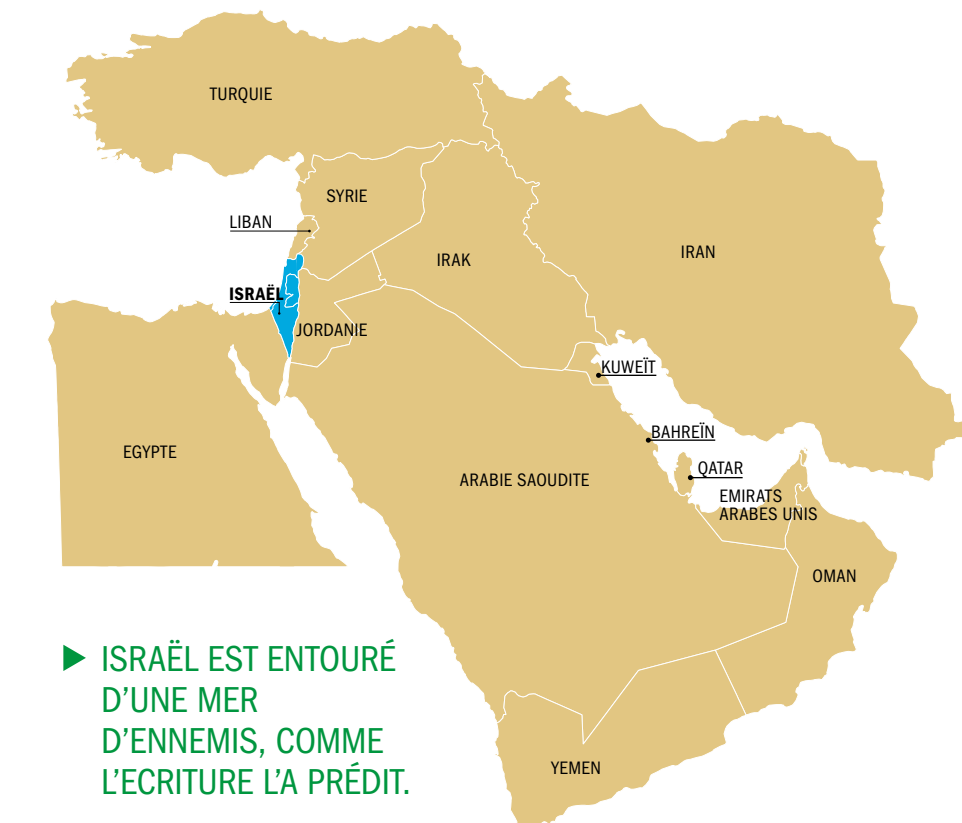 TURQUIE
SYRIE
LIBAN
IRAK
IRAN
ISRAËL
JORDANIE
KUWEÏT
BAHREÏN
EGYPTE
QATAR
ARABIE SAOUDITE
EMIRATS
ARABES UNIS
OMAN
ISRAËL EST ENTOURÉ
D'UNE MER
D'ENNEMIS, COMME
L'ECRITURE L'A PRÉDIT.
YEMEN